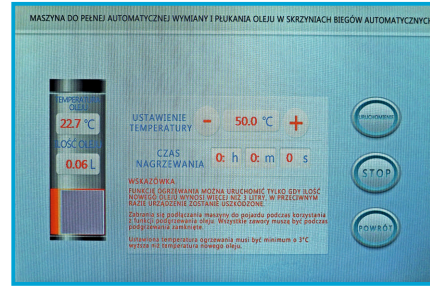 MASZYNA DO PEŁNEJ AUTOMATYCZNEJ WYMIANY I PŁUKANIA OLEJU W SKRZYNIACH BIEGÓW AUTOMATYCZNYCH
TEMPERATURA
OLEJU
22.7 °C
ILOŚĆ OLEJU
0.06 L
USTAWIENIE
TEMPERATURY
- 50.0 °C +
CZAS
NAGRZEWANIA
0: h 0: m 0 s
WSKAZÓWKA
FUNKCJĘ OGRZEWANIA MOŻNA URUCHOMIĆ TYLKO GDY ILOŚĆ
NOWEGO OLEJU WYNOSI WIĘCEJ NIŻ 3 LITRY, W PRZECIWNYM
RAZIE URZĄDZENIE ZOSTANIE USZKODZONE.
Zabrania się podłączania maszyny do pojazdu podczas korzystania
z funkcji podgrzewania oleju. Wszystkie zawory muszą być podczas
podgrzewania zamknięte.
Ustawiona temperatura ogrzewania musi być minimum o 3°C
wyższa niż temperatura nowego oleju.
URUCHOMIENIE
STOP
POWRÓT